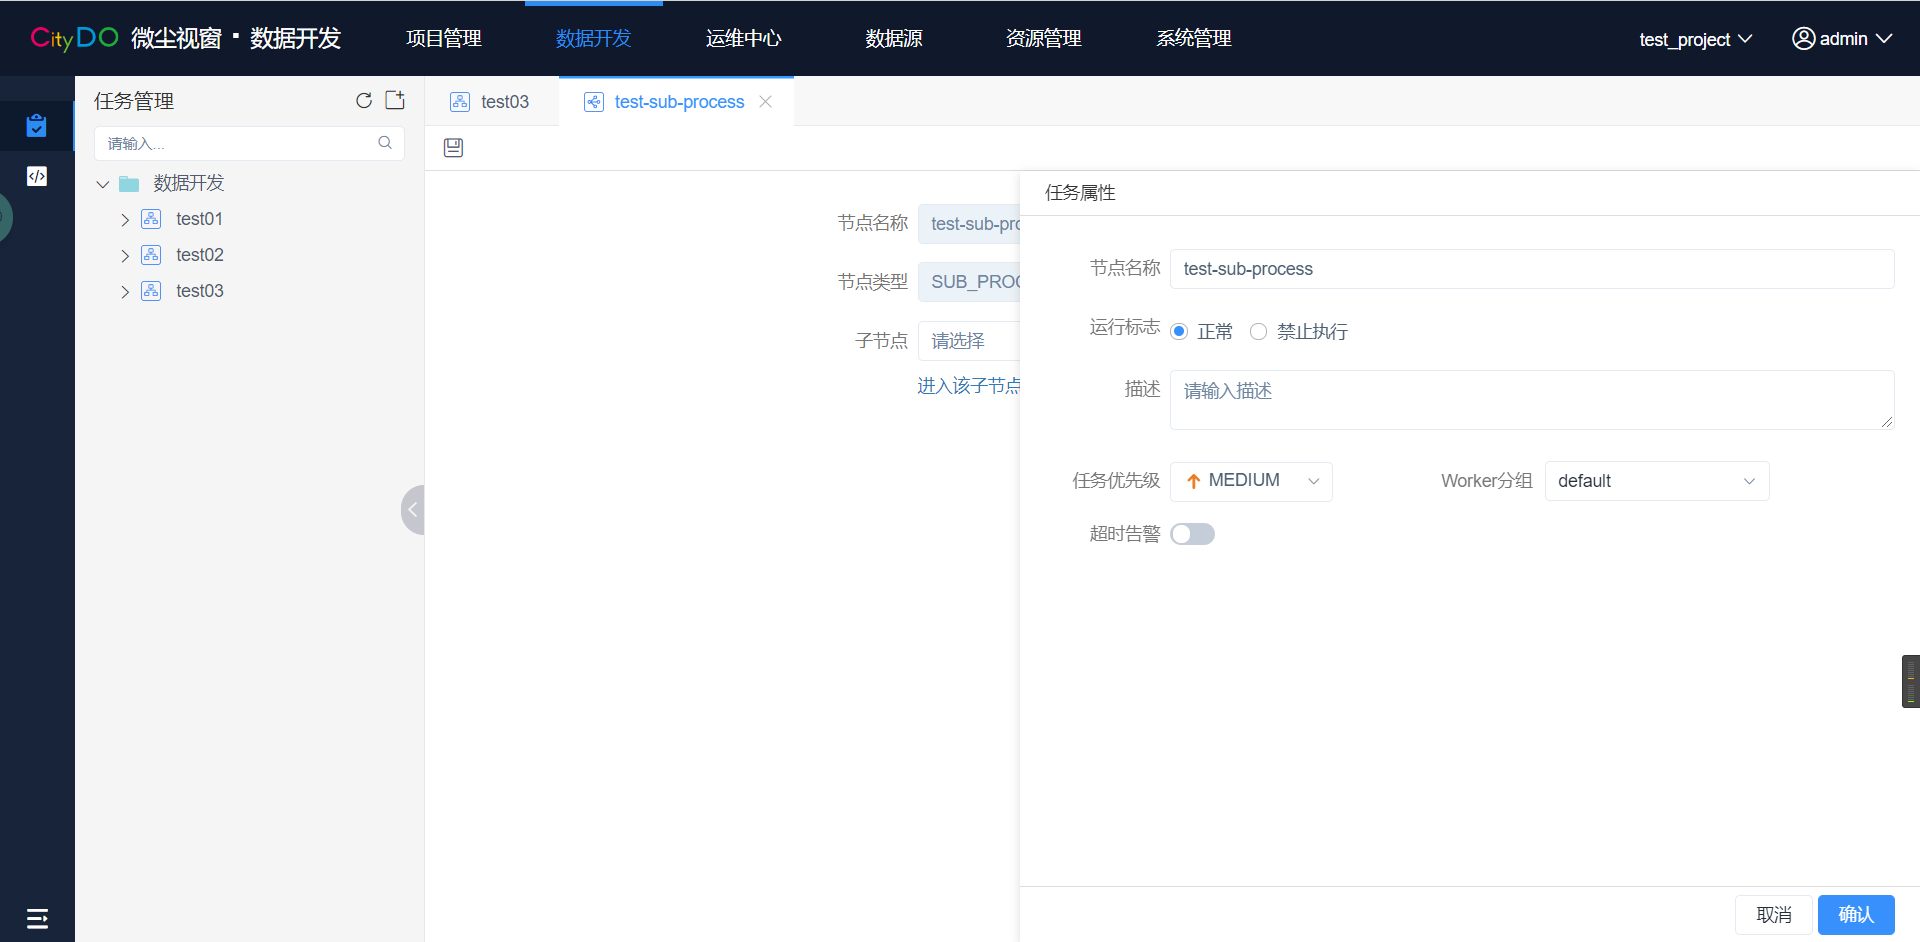 CityDO 微尘视窗 · 数据开发 项目管理 数据开发 运维中心 数据源 资源管理 系统管理 test_project admin
任务管理
请输入...
数据开发
test01
test02
test03
test03 test-sub-process
节点名称 test-sub-pro
节点类型 SUB_PROC
子节点 请选择
进入该子节点
任务属性
节点名称 test-sub-process
运行标志 正常 禁止执行
描述 请输入描述
任务优先级 MEDIUM Worker分组 default
超时告警
取消 确认